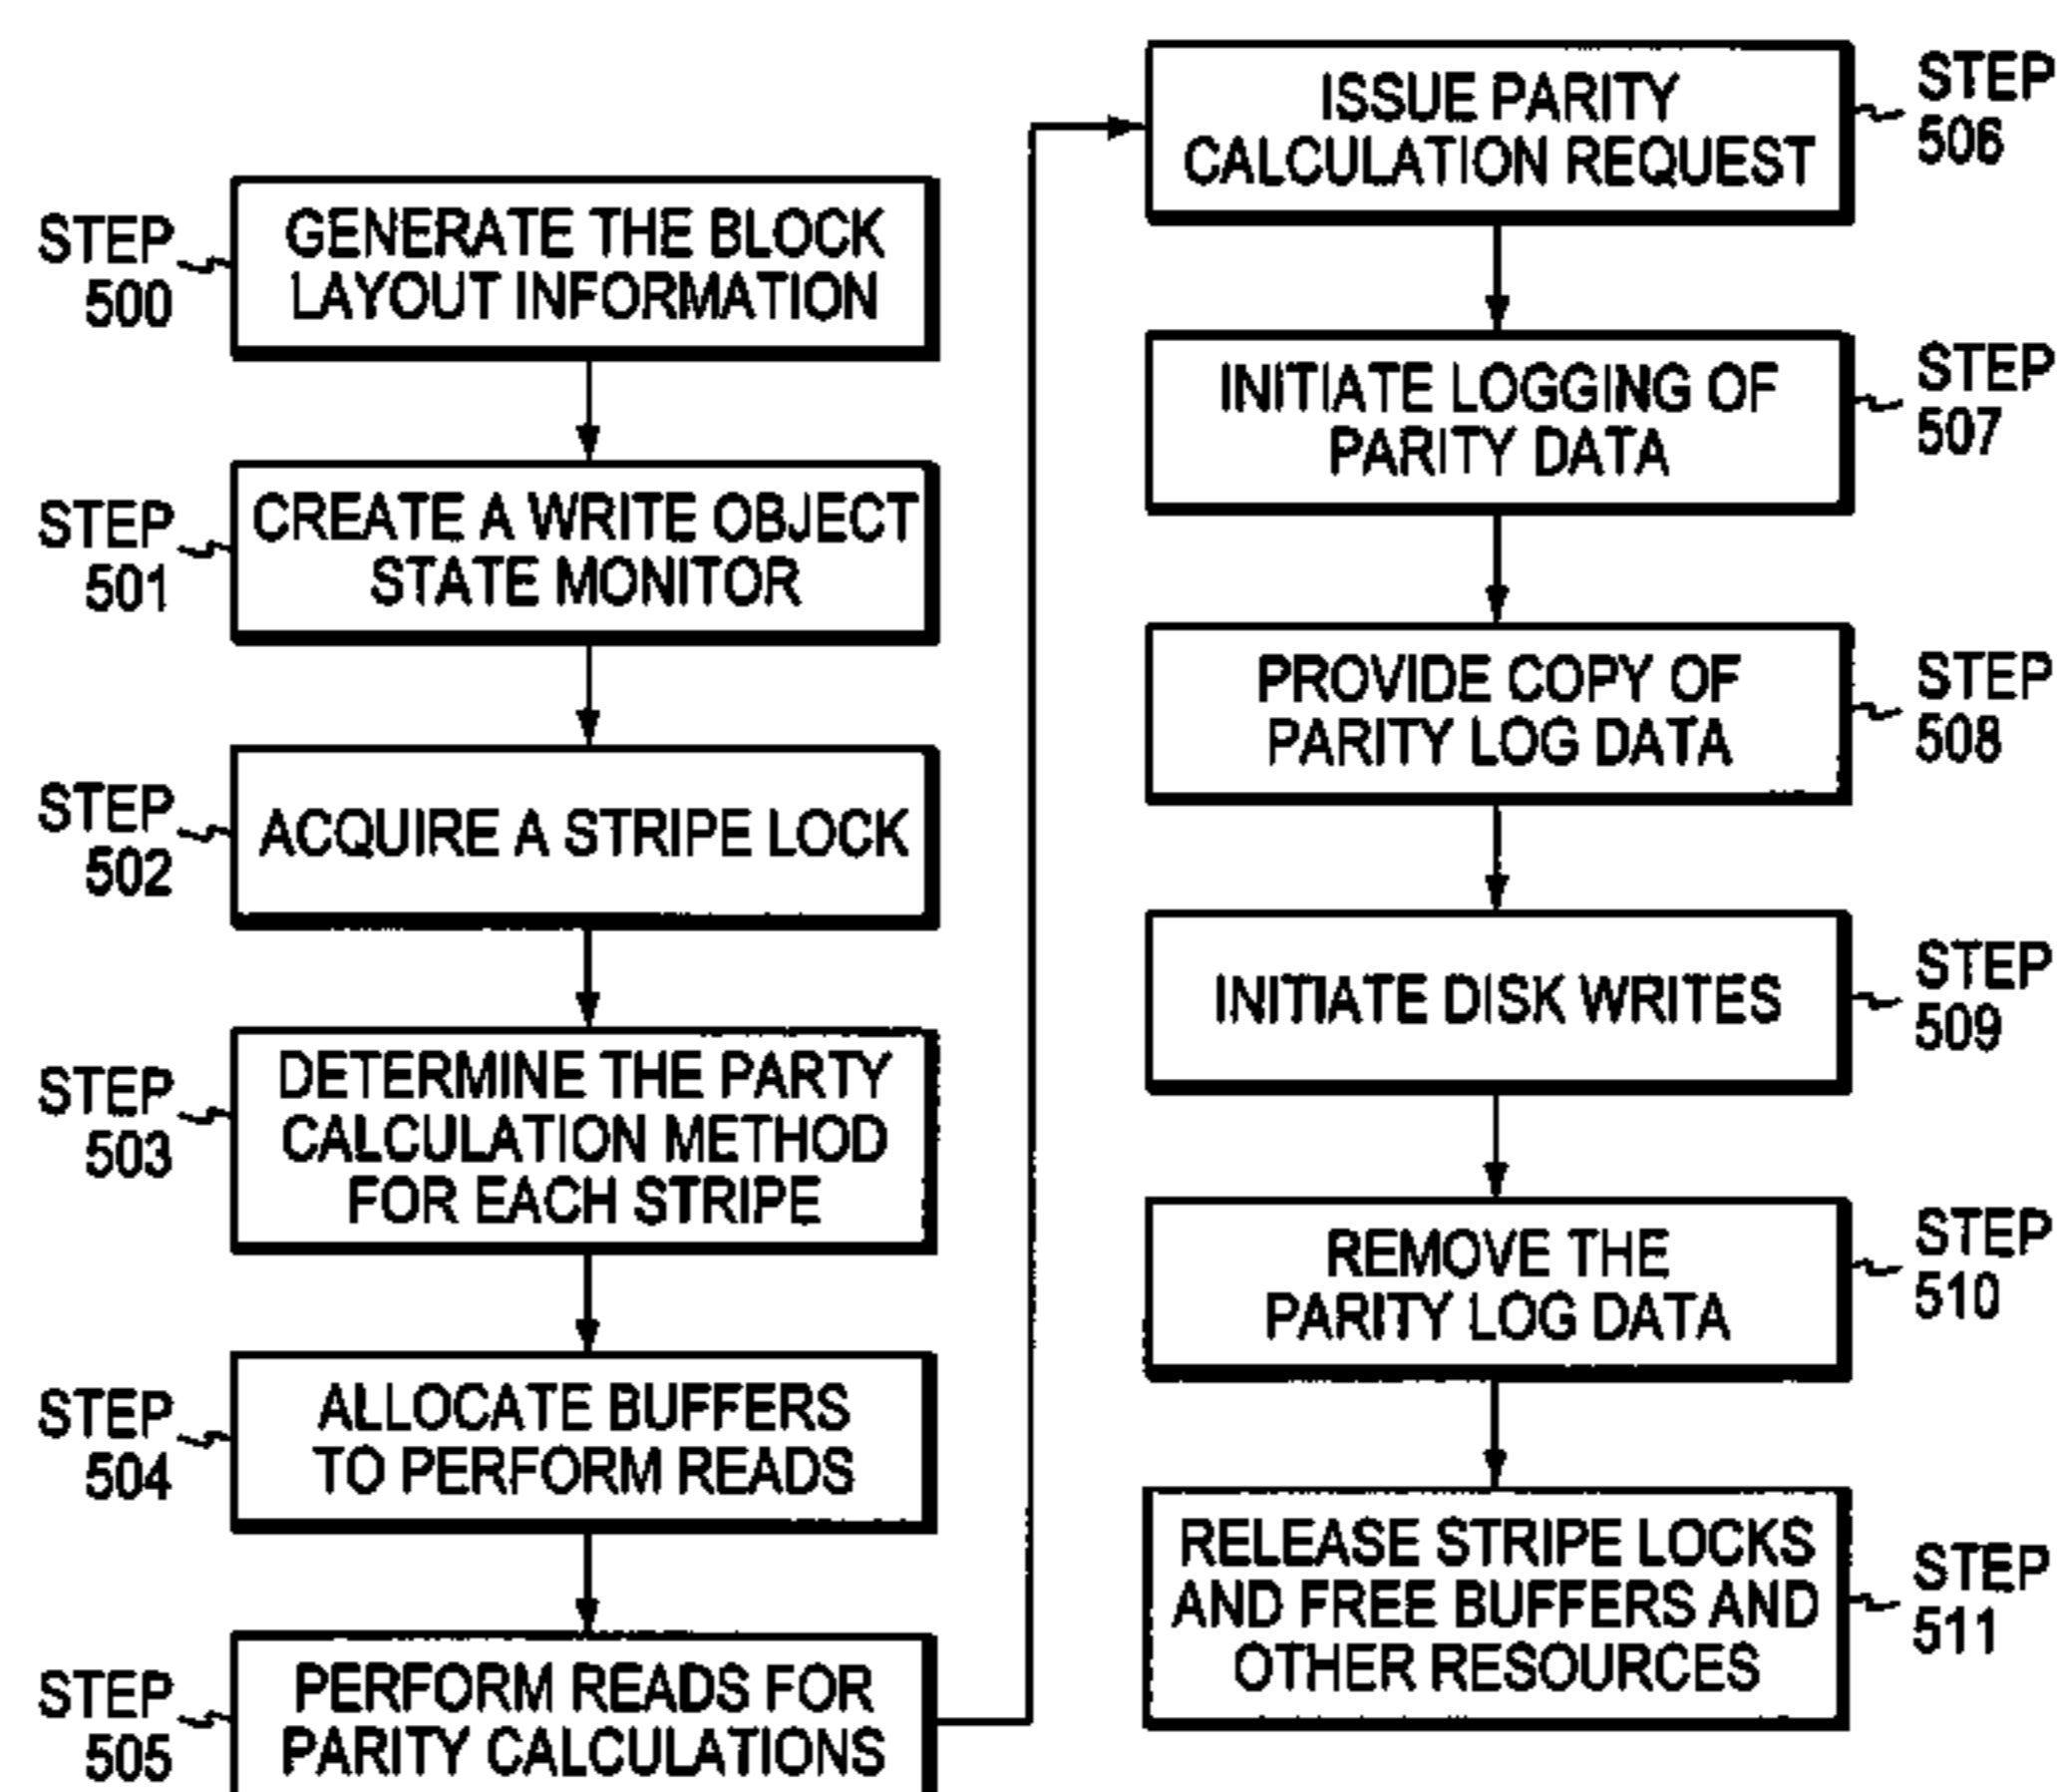 STEP
500
GENERATE THE BLOCK
LAYOUT INFORMATION
STEP
501
CREATE A WRITE OBJECT
STATE MONITOR
STEP
502
ACQUIRE A STRIPE LOCK
STEP
503
DETERMINE THE PARTY
CALCULATION METHOD
FOR EACH STRIPE
STEP
504
ALLOCATE BUFFERS
TO PERFORM READS
STEP
505
PERFORM READS FOR
PARITY CALCULATIONS
ISSUE PARITY
CALCULATION REQUEST
STEP
506
INITIATE LOGGING OF
PARITY DATA
STEP
507
PROVIDE COPY OF
PARITY LOG DATA
STEP
508
INITIATE DISK WRITES
STEP
509
REMOVE THE
PARITY LOG DATA
STEP
510
RELEASE STRIPE LOCKS
AND FREE BUFFERS AND
OTHER RESOURCES
STEP
511